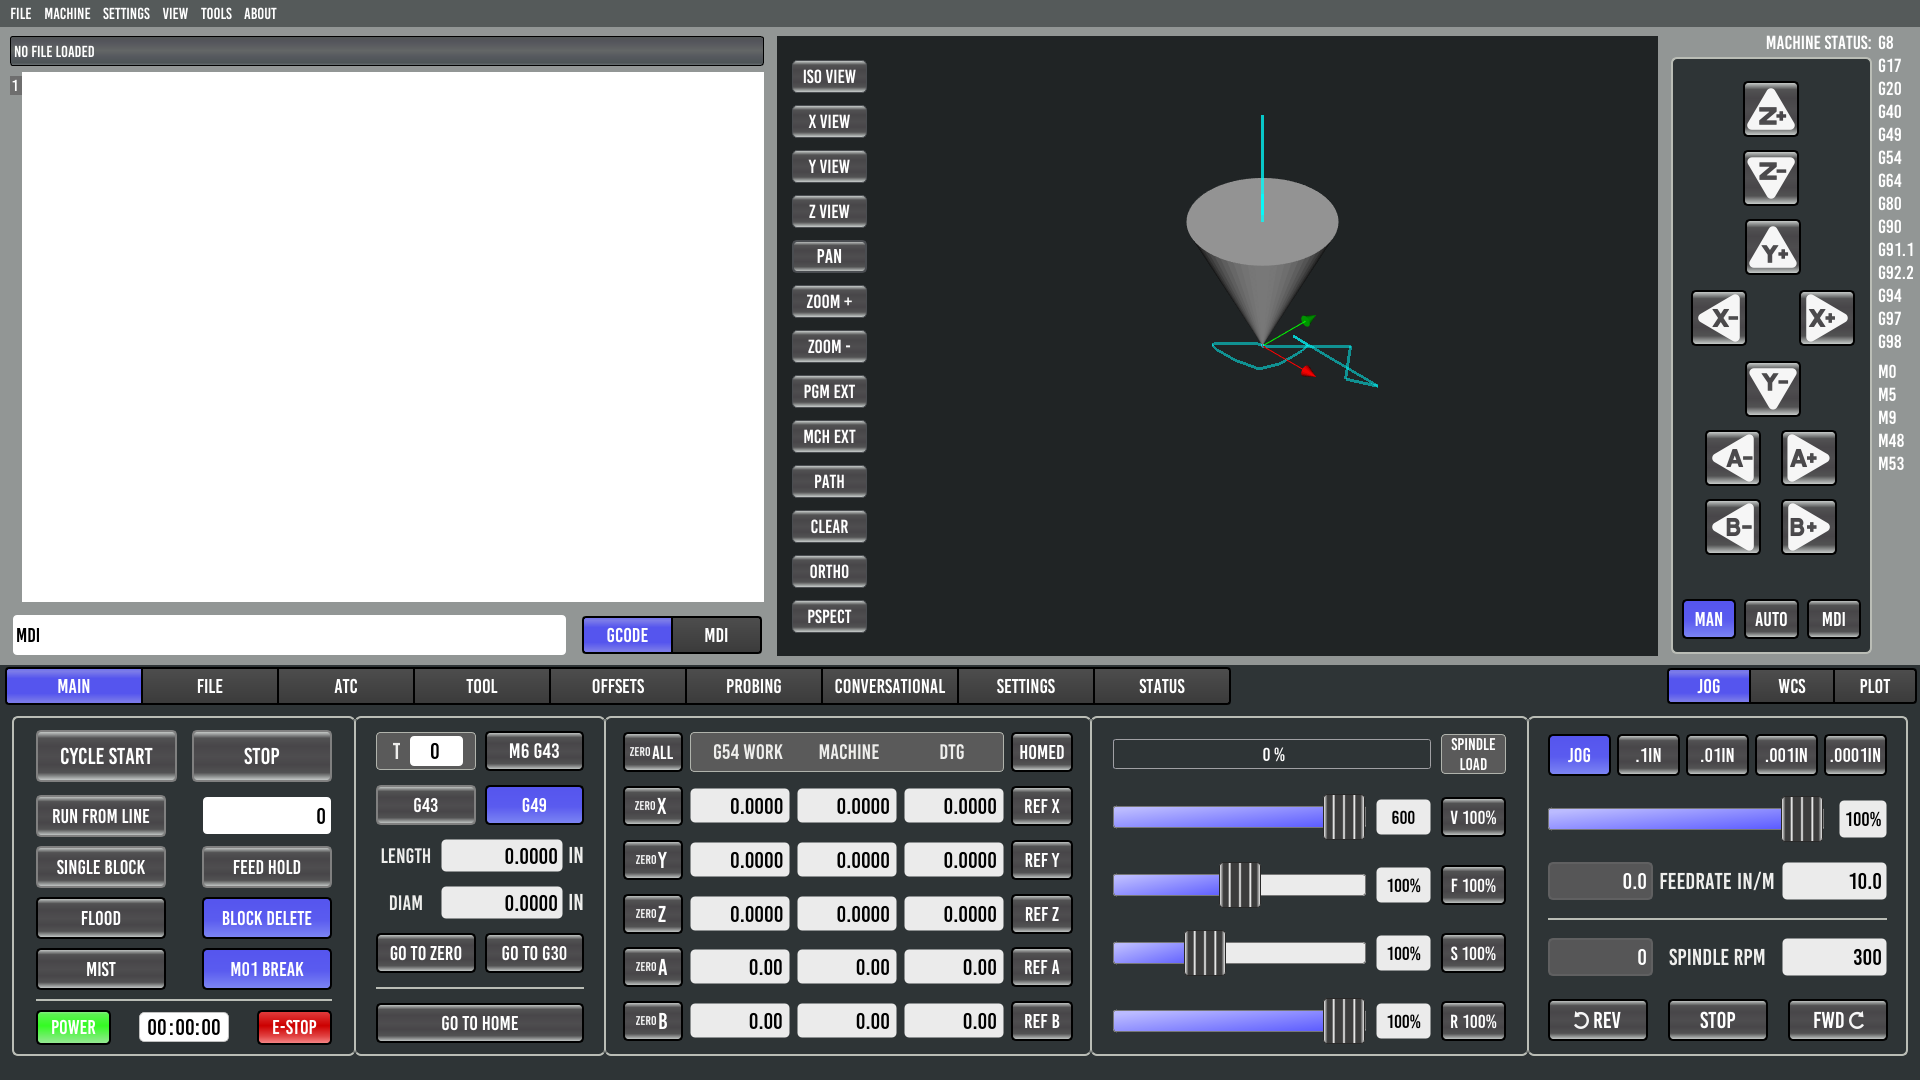 FILE MACHINE SETTINGS VIEW TOOLS ABOUT
NO FILE LOADED
1
MDI
GCODE MDI
ISO VIEW
X VIEW
Y VIEW
Z VIEW
PAN
ZOOM +
ZOOM -
PGM EXT
MCH EXT
PATH
CLEAR
ORTHO
PSPECT
MACHINE STATUS: G8
G17
G20
G40
G49
G54
G64
G80
G90
G91.1
G92.2
G94
G97
G98
M0
M5
M9
M48
M53
Z+
Z-
Y+
X- X+
Y-
A- A+
B- B+
MAN AUTO MDI
MAIN FILE ATC TOOL OFFSETS PROBING CONVERSATIONAL SETTINGS STATUS
JOG WCS PLOT
CYCLE START STOP
RUN FROM LINE 0
SINGLE BLOCK FEED HOLD
FLOOD BLOCK DELETE
MIST M01 BREAK
POWER 00:00:00 E-STOP
T 0 M6 G43
G43 G49
LENGTH 0.0000 IN
DIAM 0.0000 IN
GO TO ZERO GO TO G30
GO TO HOME
ZERO ALL G54 WORK MACHINE DTG HOMED
ZERO X 0.0000 0.0000 0.0000 REF X
ZERO Y 0.0000 0.0000 0.0000 REF Y
ZERO Z 0.0000 0.0000 0.0000 REF Z
ZERO A 0.00 0.00 0.00 REF A
ZERO B 0.00 0.00 0.00 REF B
0 % SPINDLE
LOAD
600 V 100%
100% F 100%
100% S 100%
100% R 100%
JOG .1IN .01IN .001IN .0001IN
100%
0.0 FEEDRATE IN/M 10.0
0 SPINDLE RPM 300
REV STOP FWD